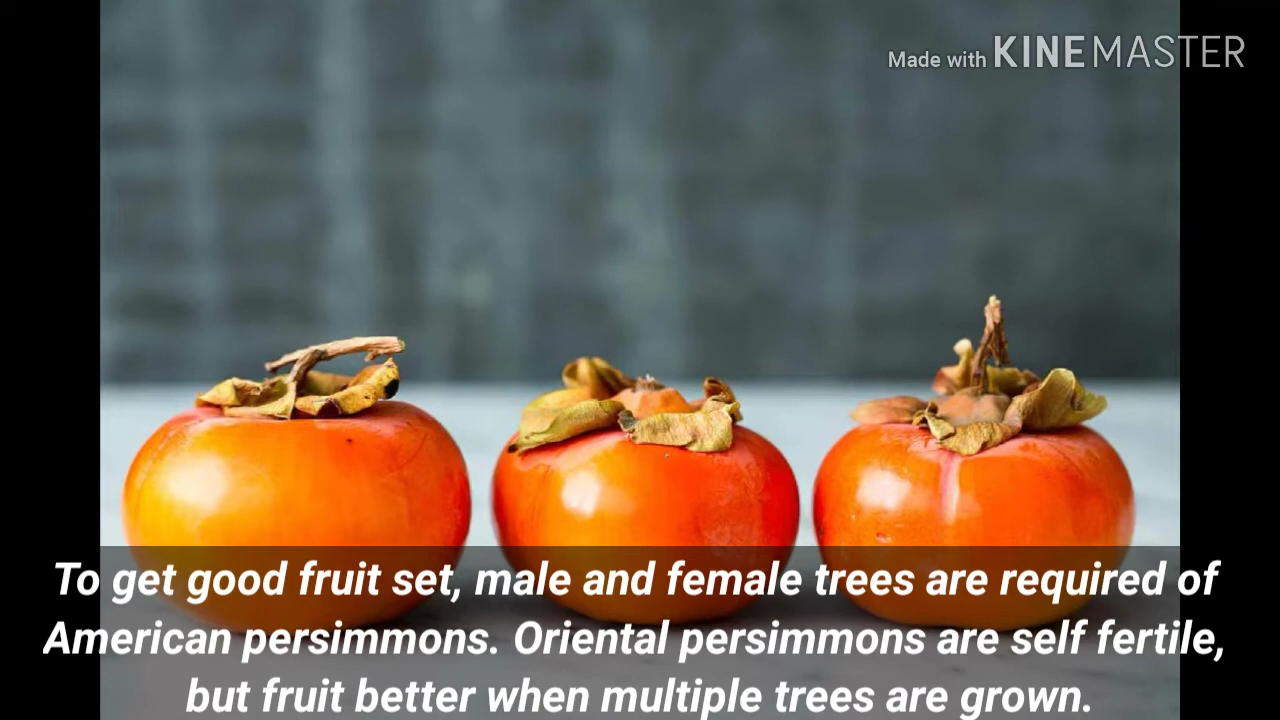 Made with KINEMASTER
To get good fruit set, male and female trees are required of
American persimmons. Oriental persimmons are self fertile,
but fruit better when multiple trees are grown.